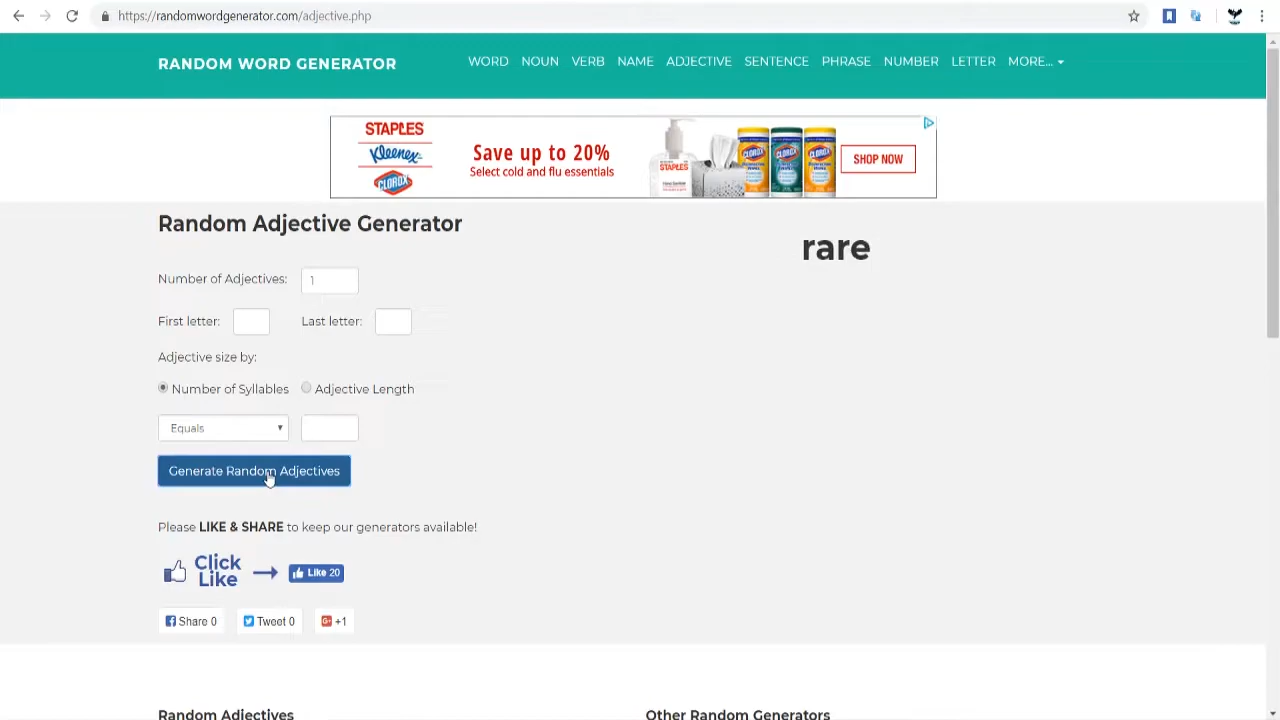 https://randomwordgenerator.com/adjective.php
RANDOM WORD GENERATOR
WORD NOUN VERB NAME ADJECTIVE SENTENCE PHRASE NUMBER LETTER MORE...
STAPLES
Kleenex
CLOROX
Save up to 20%
Select cold and flu essentials
STAPLES
CLOROX CLOROX CLOROX
SHOP NOW
Random Adjective Generator
rare
Number of Adjectives: 1
First letter: Last letter:
Adjective size by:
Number of Syllables Adjective Length
Equals
Generate Random Adjectives
Please LIKE & SHARE to keep our generators available!
Click
Like
Like 20
Share 0 Tweet 0 G+ +1
Random Adjectives Other Random Generators